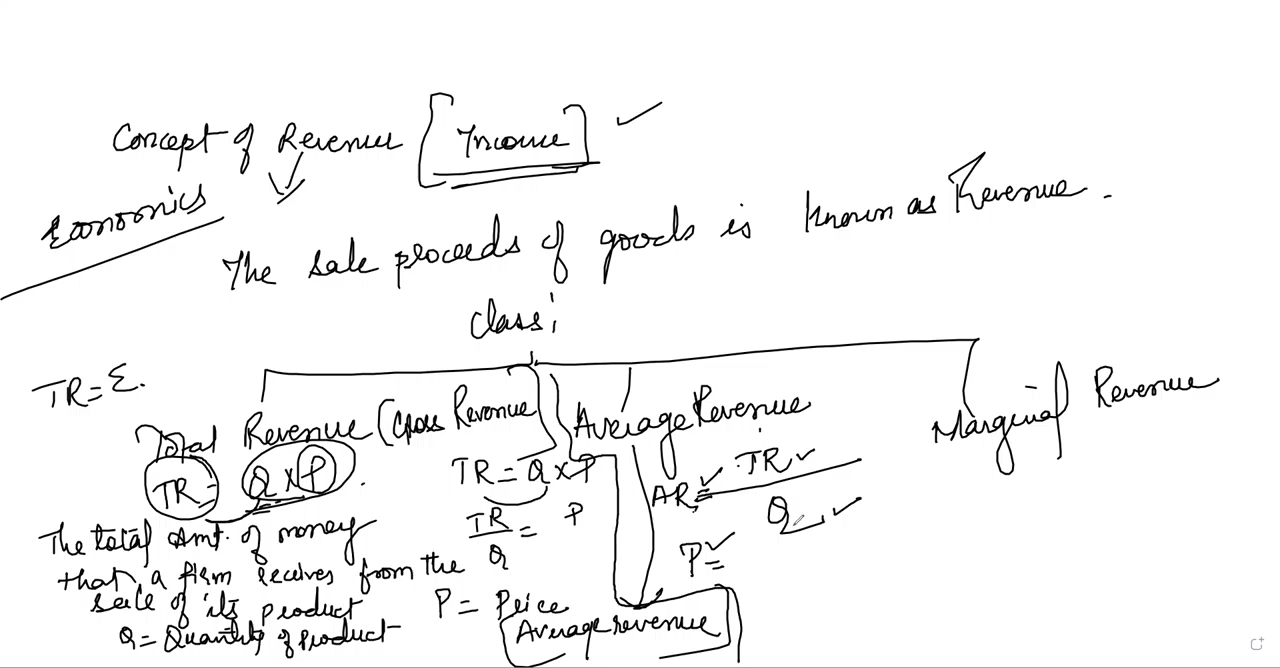 Concept of Revenue [Income]
Economics
The sale proceeds of goods is known as Revenue.
classi
TR = Σ.
Total Revenue (Gross Revenue
Average Revenue
Marginal Revenue
TR = Q x P
The total amt. of money
that a firm receives from the
sale of its product
Q = Quantity of product
TR = Q x P
TR/Q = P
P = Price
AR = TR/Q
P =
Average revenue